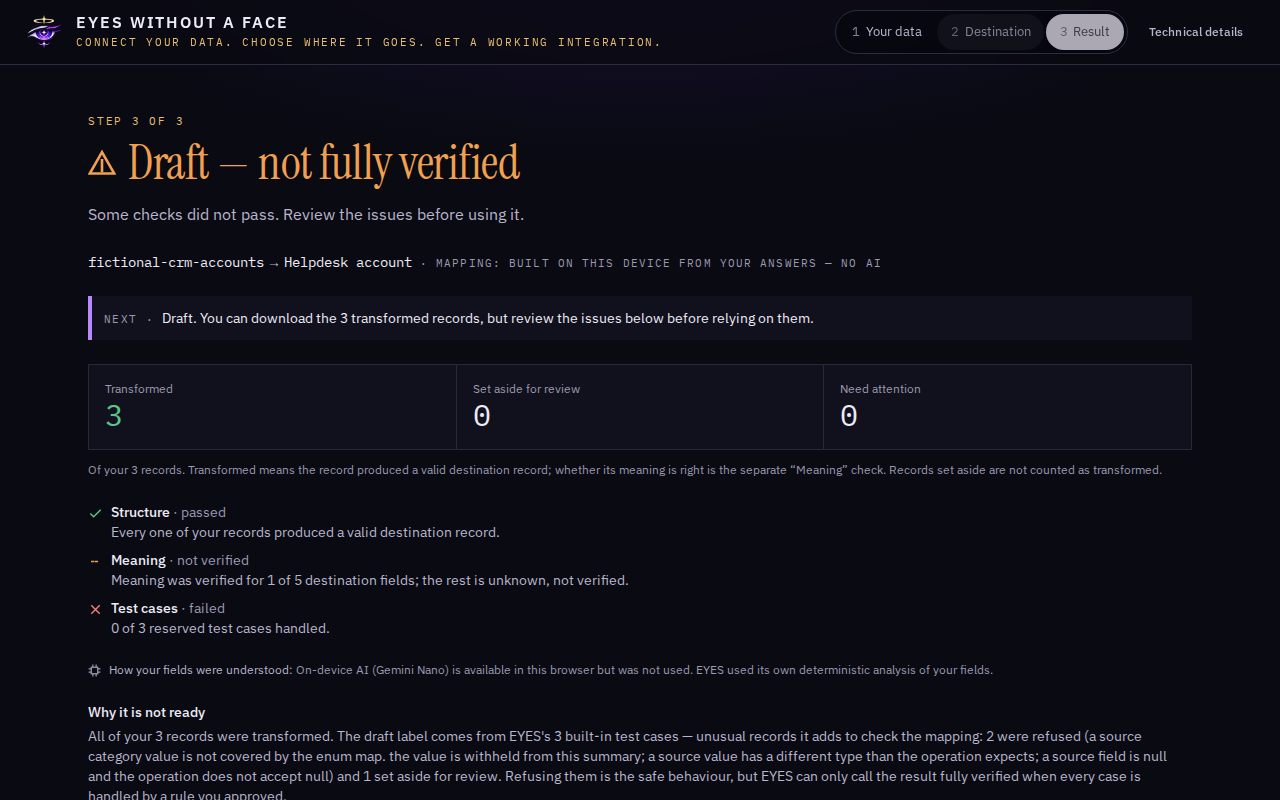 EYES WITHOUT A FACE
CONNECT YOUR DATA. CHOOSE WHERE IT GOES. GET A WORKING INTEGRATION.
1 Your data
2 Destination
3 Result
Technical details
STEP 3 OF 3
Draft — not fully verified
Some checks did not pass. Review the issues before using it.
fictional-crm-accounts → Helpdesk account · MAPPING: BUILT ON THIS DEVICE FROM YOUR ANSWERS — NO AI
NEXT · Draft. You can download the 3 transformed records, but review the issues below before relying on them.
Transformed
3
Set aside for review
0
Need attention
0
Of your 3 records. Transformed means the record produced a valid destination record; whether its meaning is right is the separate “Meaning” check. Records set aside are not counted as transformed.
Structure · passed
Every one of your records produced a valid destination record.
Meaning · not verified
Meaning was verified for 1 of 5 destination fields; the rest is unknown, not verified.
Test cases · failed
0 of 3 reserved test cases handled.
How your fields were understood: On-device AI (Gemini Nano) is available in this browser but was not used. EYES used its own deterministic analysis of your fields.
Why it is not ready
All of your 3 records were transformed. The draft label comes from EYES's 3 built-in test cases — unusual records it adds to check the mapping: 2 were refused (a source
category value is not covered by the enum map. the value is withheld from this summary; a source value has a different type than the operation expects; a source field is null
and the operation does not accept null) and 1 set aside for review. Refusing them is the safe behaviour, but EYES can only call the result fully verified when every case is
handled by a rule you approved.